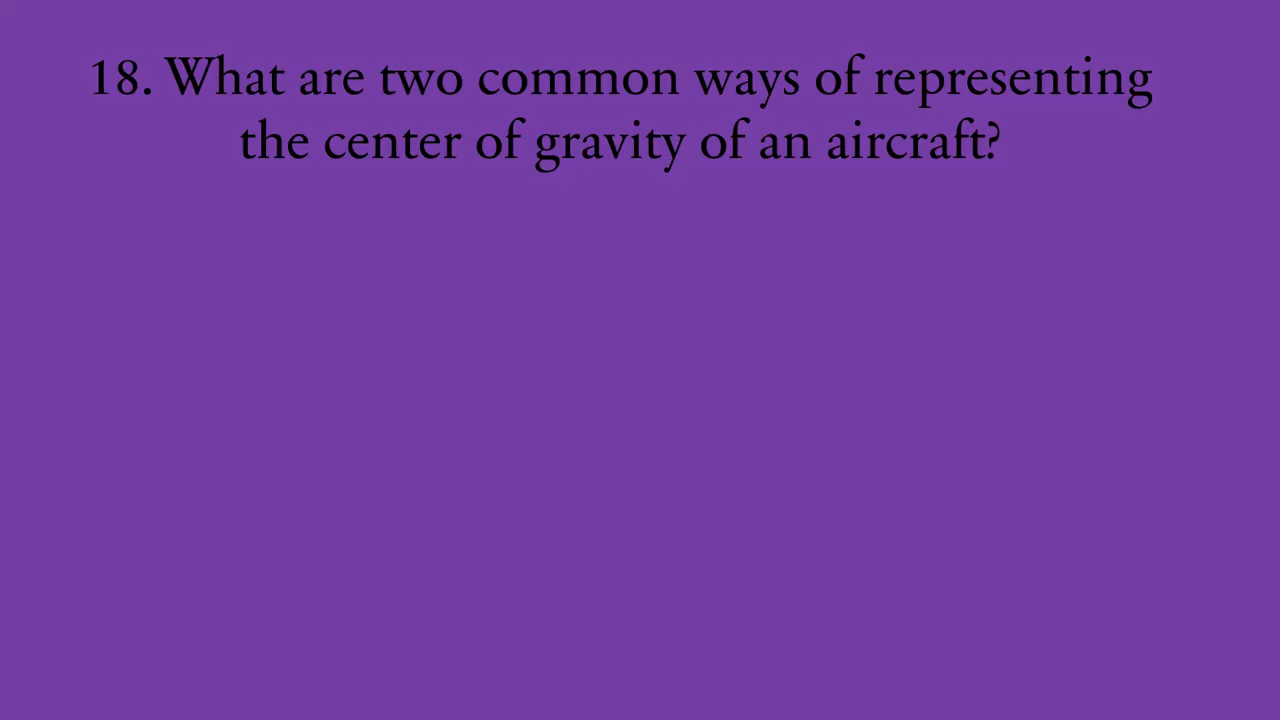 18. What are two common ways of representing
the center of gravity of an aircraft?